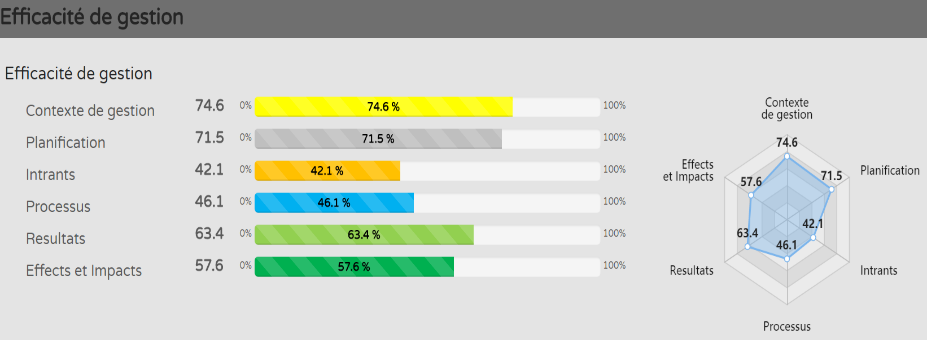 Efficacité de gestion
Efficacité de gestion
Contexte de gestion 74.6 0% 74.6 % 100%
Planification 71.5 0% 71.5 % 100%
Intrants 42.1 0% 42.1 % 100%
Processus 46.1 0% 46.1 % 100%
Resultats 63.4 0% 63.4 % 100%
Effects et Impacts 57.6 0% 57.6 % 100%
Contexte
de gestion
74.6
Effects
et Impacts
Planification
57.6
71.5
42.1
63.4
46.1
Resultats
Intrants
Processus